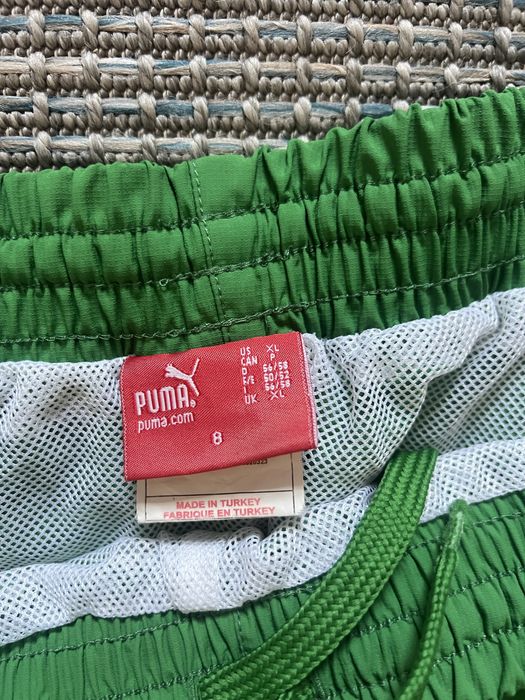 PUMA
puma.com
8
US XL
CAN P
D 56/58
F/E 50/52
I 56/58
UK XL
MADE IN TURKEY
FABRIQUE EN TURKEY